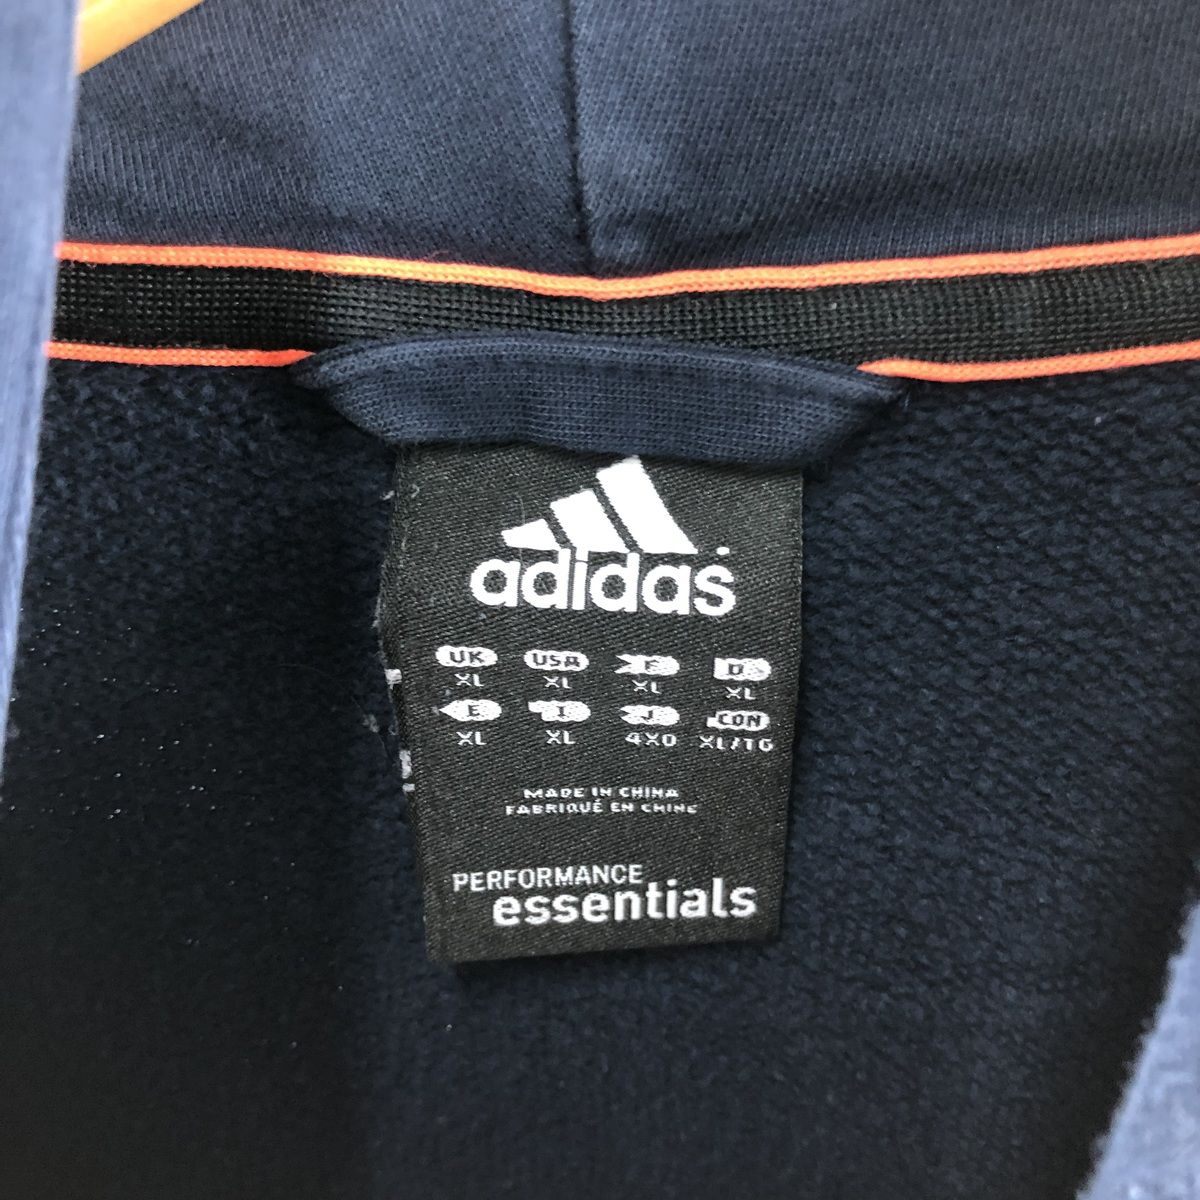 adidas
UK USA F D
XL XL XL XL
E I J CDN
XL XL 4XO XL/TG
MADE IN CHINA
FABRIQUÉ EN CHINE
PERFORMANCE
essentials